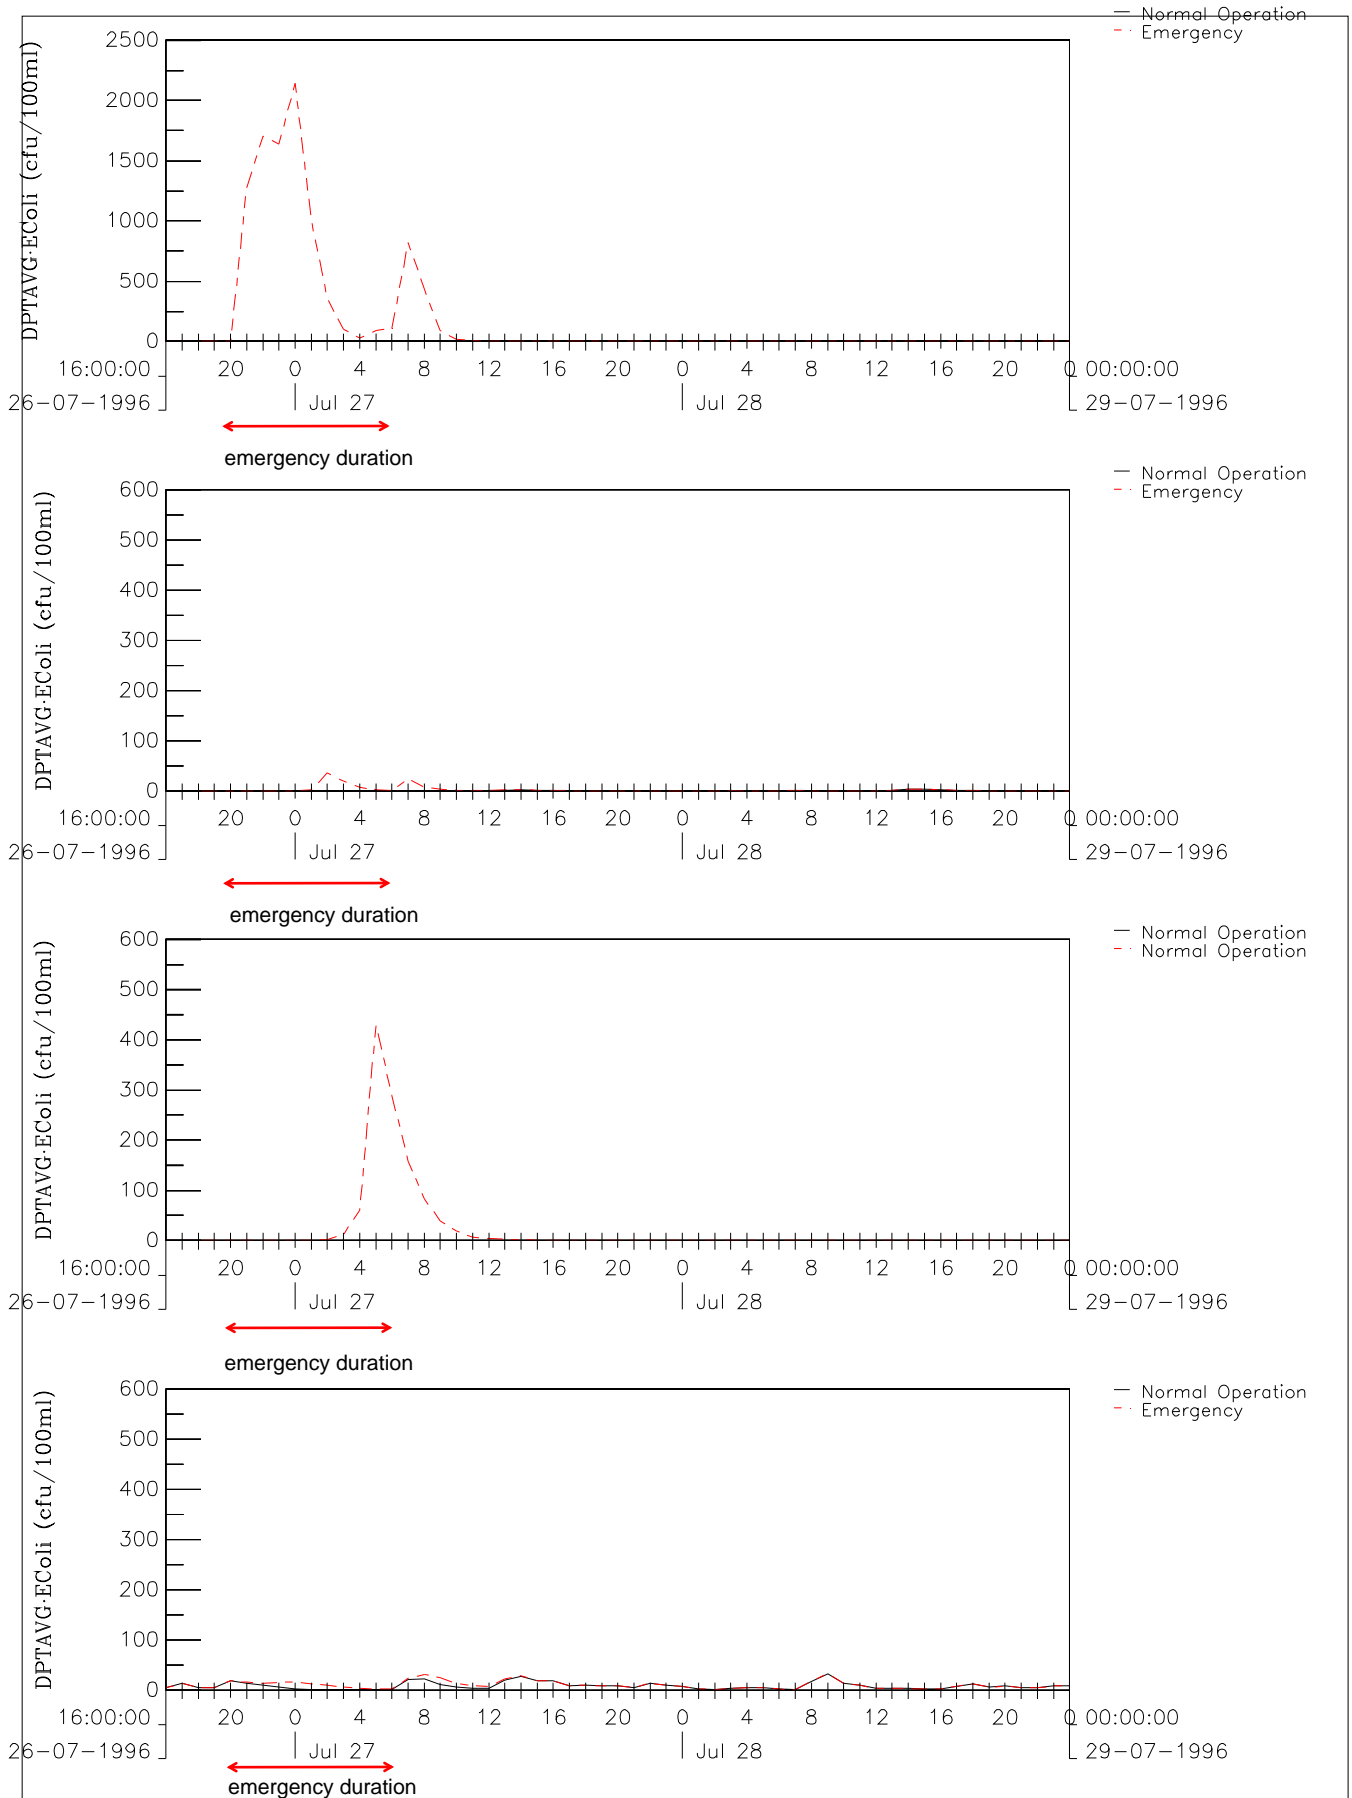 Normal Operation
Emergency
DPTAVG·EColi (cfu/100ml)
2500
2000
1500
1000
500
0
16:00:00 20 0 4 8 12 16 20 0 4 8 12 16 20 0 00:00:00
26-07-1996 Jul 27 Jul 28 29-07-1996
emergency duration
Normal Operation
Emergency
DPTAVG·EColi (cfu/100ml)
600
500
400
300
200
100
0
16:00:00 20 0 4 8 12 16 20 0 4 8 12 16 20 0 00:00:00
26-07-1996 Jul 27 Jul 28 29-07-1996
emergency duration
Normal Operation
Normal Operation
DPTAVG·EColi (cfu/100ml)
600
500
400
300
200
100
0
16:00:00 20 0 4 8 12 16 20 0 4 8 12 16 20 0 00:00:00
26-07-1996 Jul 27 Jul 28 29-07-1996
emergency duration
Normal Operation
Emergency
DPTAVG·EColi (cfu/100ml)
600
500
400
300
200
100
0
16:00:00 20 0 4 8 12 16 20 0 4 8 12 16 20 0 00:00:00
26-07-1996 Jul 27 Jul 28 29-07-1996
emergency duration